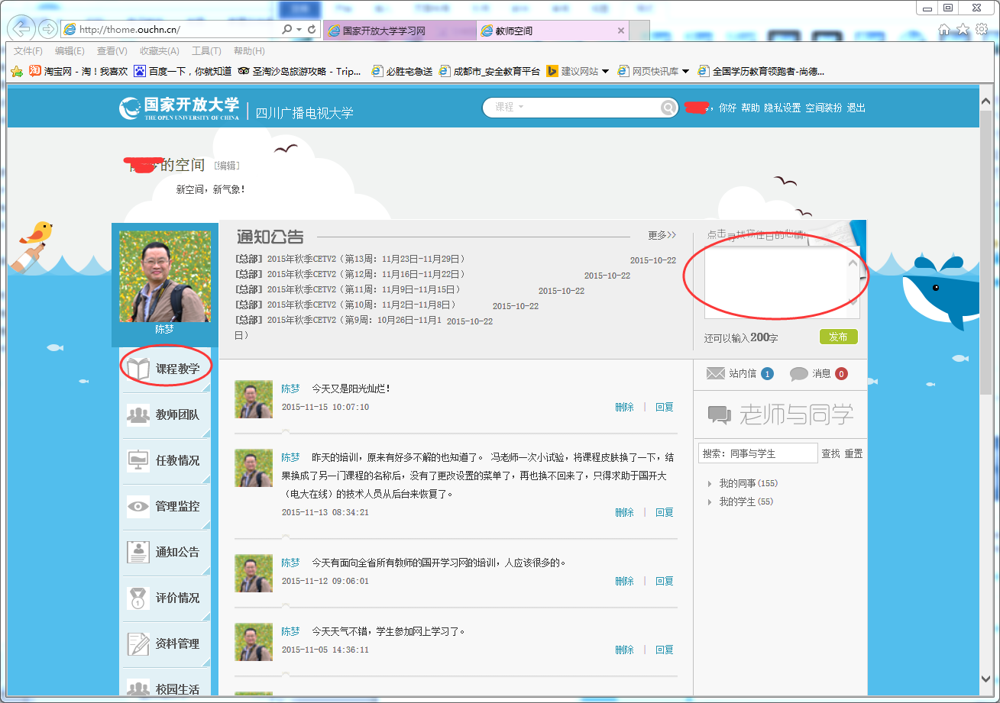 http://thome.ouchn.cn/
国家开放大学学习网
教师空间
文件(F) 编辑(E) 查看(V) 收藏夹(A) 工具(T) 帮助(H)
淘宝网 - 淘！我喜欢 百度一下，你就知道 圣淘沙岛旅游攻略 - Trip... 必胜宅急送 成都市_安全教育平台 建议网站 网页快讯库 全国学历教育领跑者-尚德...
国家开放大学 四川广播电视大学
THE OPEN UNIVERSITY OF CHINA
课程
，你好 帮助 隐私设置 空间装扮 退出
的空间 [编辑]
新空间，新气象！
陈梦
课程教学
教师团队
任教情况
管理监控
通知公告
评价情况
资料管理
校园生活
通知公告 更多>>
[总部] 2015年秋季CETV2（第13周：11月23日-11月29日） 2015-10-22
[总部] 2015年秋季CETV2（第12周：11月16日-11月22日） 2015-10-22
[总部] 2015年秋季CETV2（第11周：11月9日-11月15日） 2015-10-22
[总部] 2015年秋季CETV2（第10周：11月2日-11月8日） 2015-10-22
[总部] 2015年秋季CETV2（第9周：10月26日-11月1 2015-10-22
日）
陈梦 今天又是阳光灿烂！
2015-11-15 10:07:10 删除 | 回复
陈梦 昨天的培训，原来有好多不解的也知道了。 冯老师一次小试验，将课程皮肤换了一下，结
果换成了另一门课程的名称后，没有了更改设置的菜单了，再也换不回来了，只得求助于国开大
（电大在线）的技术人员从后台来恢复了。
2015-11-13 08:34:21 删除 | 回复
陈梦 今天有面向全省所有教师的国开学习网的培训，人应该很多的。
2015-11-12 09:06:01 删除 | 回复
陈梦 今天天气不错，学生参加网上学习了。
2015-11-05 14:36:11 删除 | 回复
点击寻找您往日的心情!
还可以输入200字 发布
站内信 1 消息 0
老师与同学
搜索：同事与学生 查找 重置
我的同事(155)
我的学生(55)